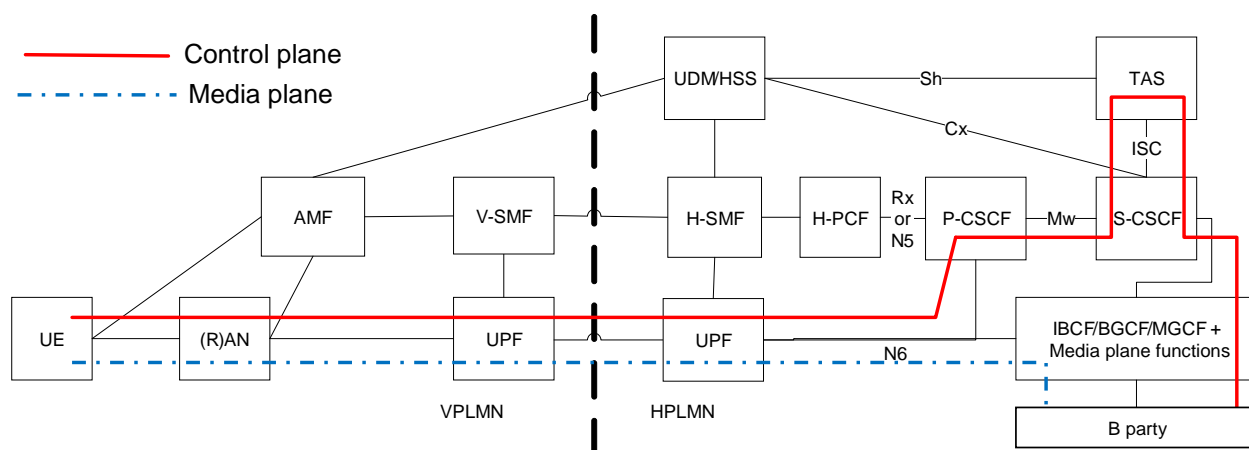 Control plane
Media plane
UDM/HSS
Sh
TAS
Cx
ISC
AMF
V-SMF
H-SMF
H-PCF
Rx
or
N5
P-CSCF
Mw
S-CSCF
UE
(R)AN
UPF
UPF
N6
IBCF/BGCF/MGCF +
Media plane functions
VPLMN
HPLMN
B party